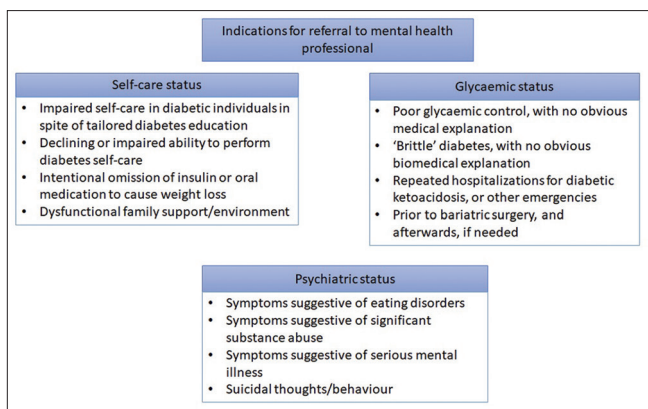 Indications for referral to mental health
professional
Self-care status
• Impaired self-care in diabetic individuals in
spite of tailored diabetes education
• Declining or impaired ability to perform
diabetes self-care
• Intentional omission of insulin or oral
medication to cause weight loss
• Dysfunctional family support/environment
Glycaemic status
• Poor glycaemic control, with no obvious
medical explanation
• ‘Brittle’ diabetes, with no obvious
biomedical explanation
• Repeated hospitalizations for diabetic
ketoacidosis, or other emergencies
• Prior to bariatric surgery, and
afterwards, if needed
Psychiatric status
• Symptoms suggestive of eating disorders
• Symptoms suggestive of significant
substance abuse
• Symptoms suggestive of serious mental
illness
• Suicidal thoughts/behaviour